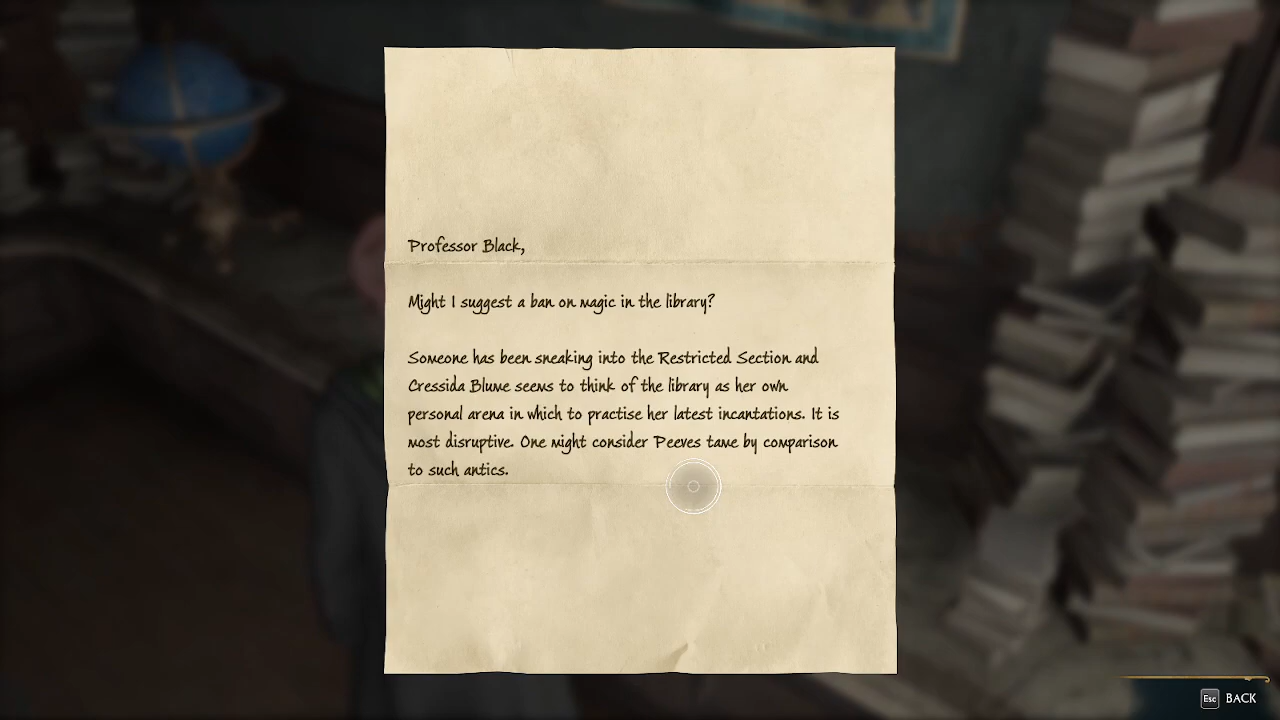 Professor Black,
Might I suggest a ban on magic in the library?
Someone has been sneaking into the Restricted Section and
Cressida Blume seems to think of the library as her own
personal arena in which to practise her latest incantations. It is
most disruptive. One might consider Peeves tame by comparison
to such antics.
Esc BACK